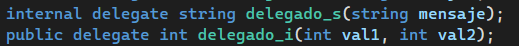 internal delegate string delegado_s(string mensaje);
public delegate int delegado_i(int val1, int val2);